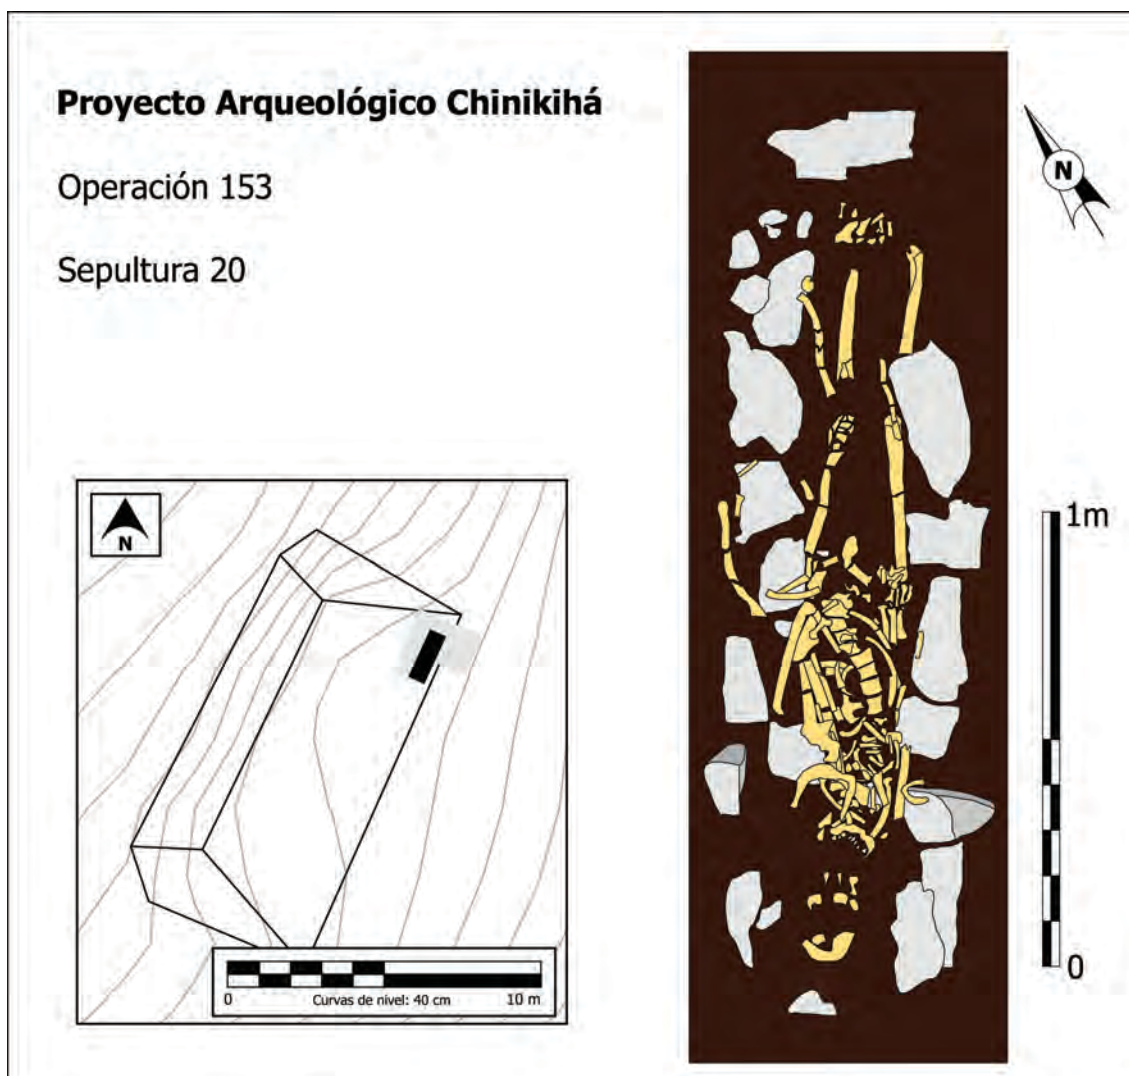 Proyecto Arqueológico Chinikihá
Operación 153
Sepultura 20
N
N
1m
0
0
Curvas de nivel: 40 cm
10 m